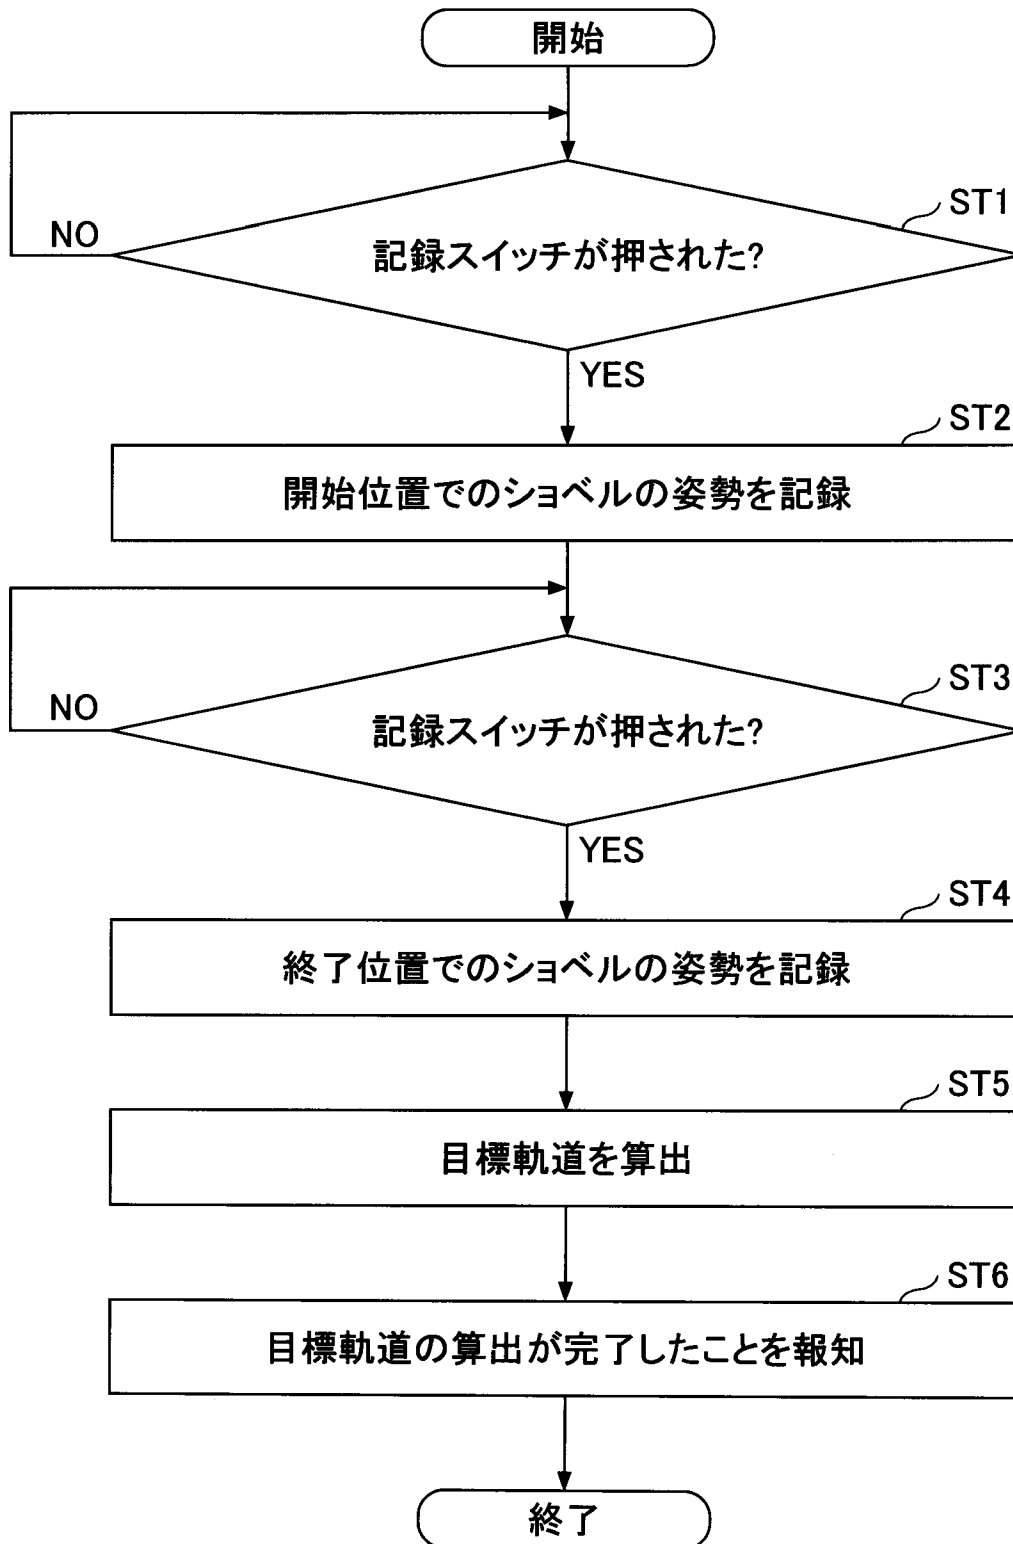 開始
ST1
NO
記録スイッチが押された?
YES
ST2
開始位置でのショベルの姿勢を記録
ST3
NO
記録スイッチが押された?
YES
ST4
終了位置でのショベルの姿勢を記録
ST5
目標軌道を算出
ST6
目標軌道の算出が完了したことを報知
終了